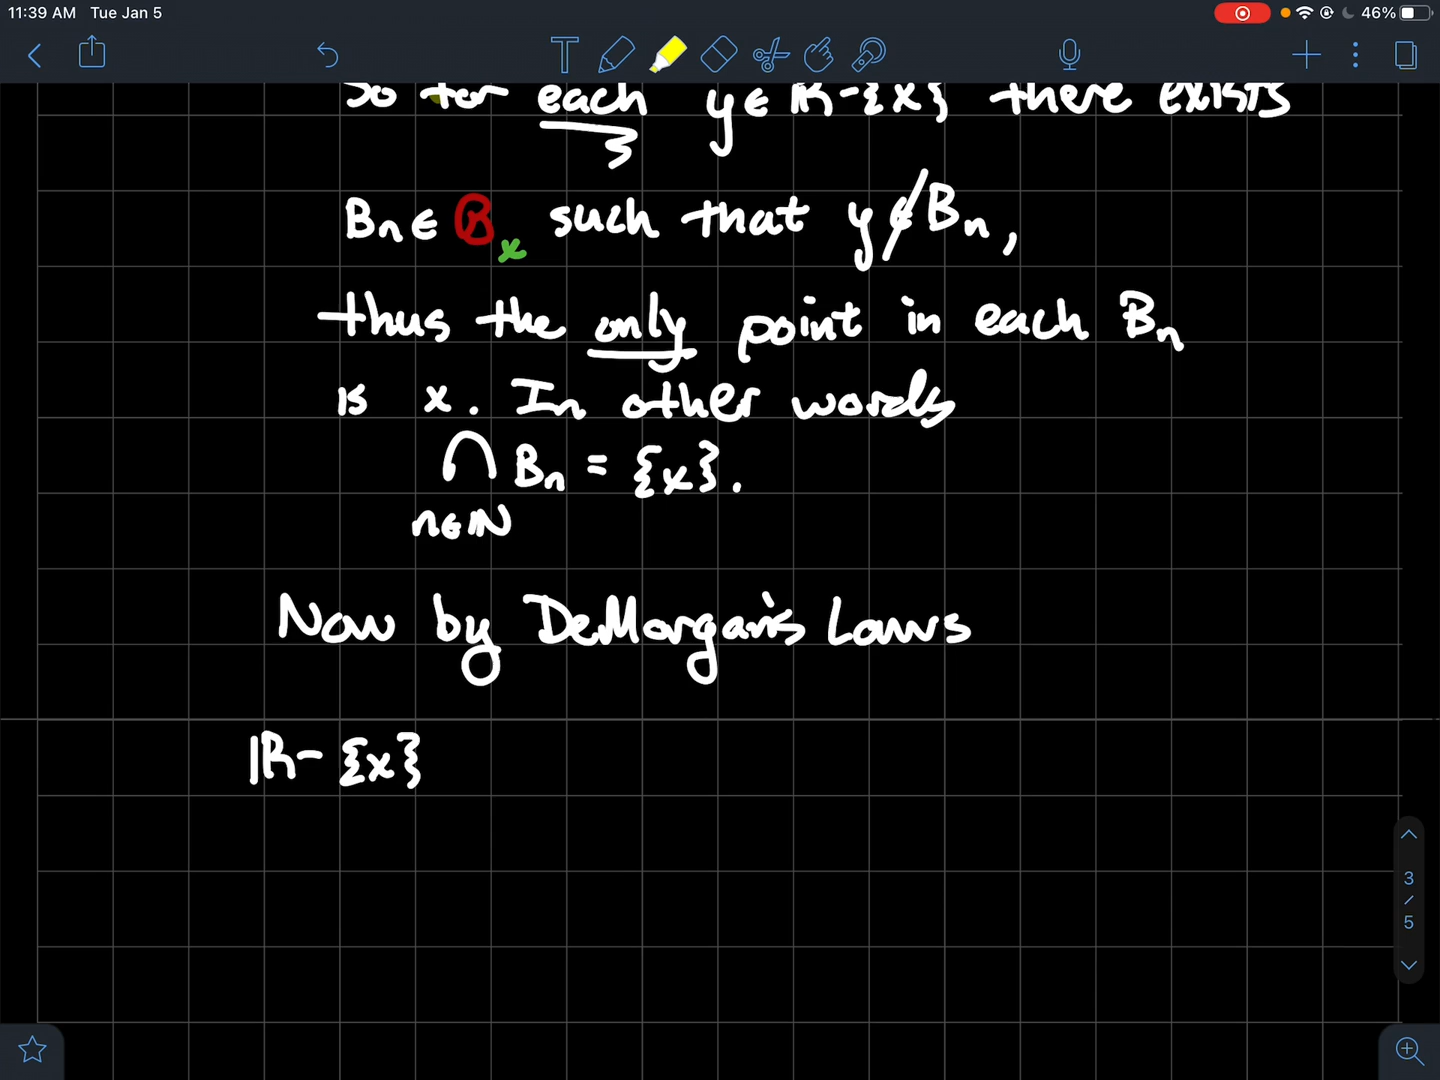 11:39 AM Tue Jan 5
46%
So for each y ∈ ℝ-{x} there exists
Bn ∈ B x such that y ∉ Bn,
thus the only point in each Bn
is x. In other words
∩ Bn = {x}.
n∈ℕ
Now by DeMorgan's Laws
ℝ- {x}
3
/
5